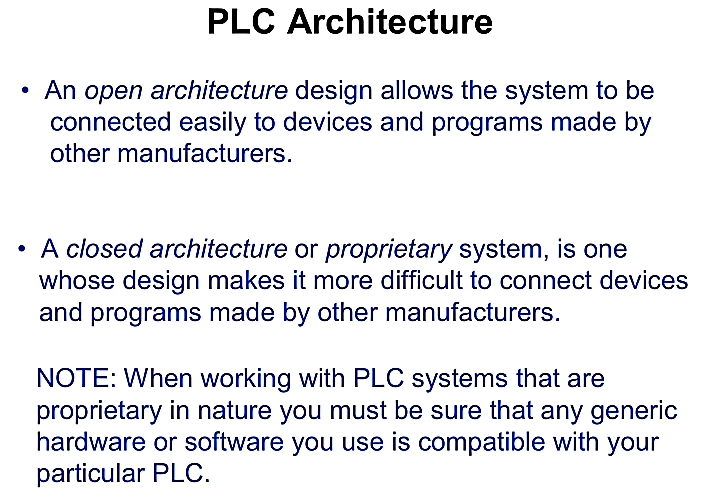 PLC Architecture
• An open architecture design allows the system to be
connected easily to devices and programs made by
other manufacturers.
• A closed architecture or proprietary system, is one
whose design makes it more difficult to connect devices
and programs made by other manufacturers.
NOTE: When working with PLC systems that are
proprietary in nature you must be sure that any generic
hardware or software you use is compatible with your
particular PLC.